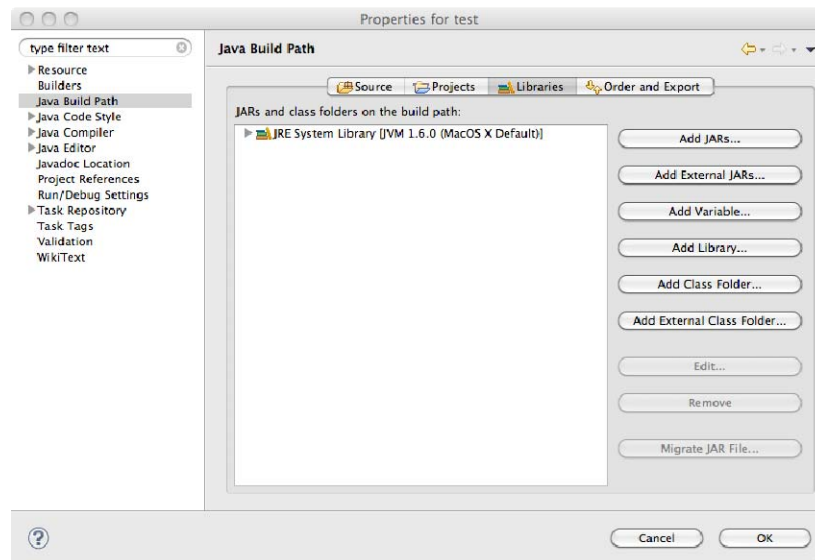 Properties for test
type filter text
Java Build Path
Resource
Builders
Java Build Path
Java Code Style
Java Compiler
Java Editor
Javadoc Location
Project References
Run/Debug Settings
Task Repository
Task Tags
Validation
WikiText
Source Projects Libraries Order and Export
JARs and class folders on the build path:
JRE System Library [JVM 1.6.0 (MacOS X Default)]
Add JARs...
Add External JARs...
Add Variable...
Add Library...
Add Class Folder...
Add External Class Folder...
Edit...
Remove
Migrate JAR File...
?
Cancel OK